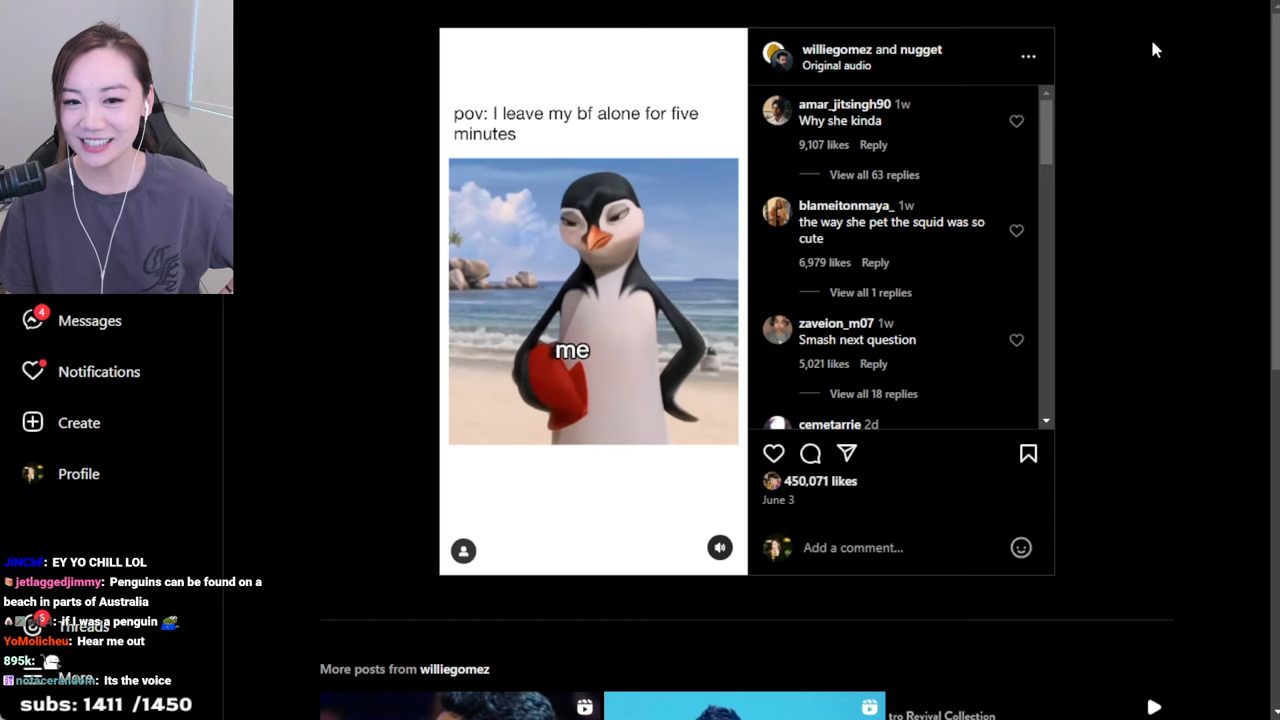 pov: I leave my bf alone for five
minutes
me
williegomez and nugget
Original audio
amar_jitsingh90 1w
Why she kinda
9,107 likes Reply
View all 63 replies
blameitonmaya_ 1w
the way she pet the squid was so
cute
6,979 likes Reply
View all 1 replies
zaveion_m07 1w
Smash next question
5,021 likes Reply
View all 18 replies
cemetarrie 2d
450,071 likes
June 3
Add a comment...
4
Messages
Notifications
Create
Profile
5
Threads
More
EY YO CHILL LOL
jetlaggedjimmy: Penguins can be found on a
beach in parts of Australia
: if I was a penguin
YoMolicheu: Hear me out
895k:
notacerandom: Its the voice
subs: 1411 /1450
More posts from williegomez
tro Revival Collection